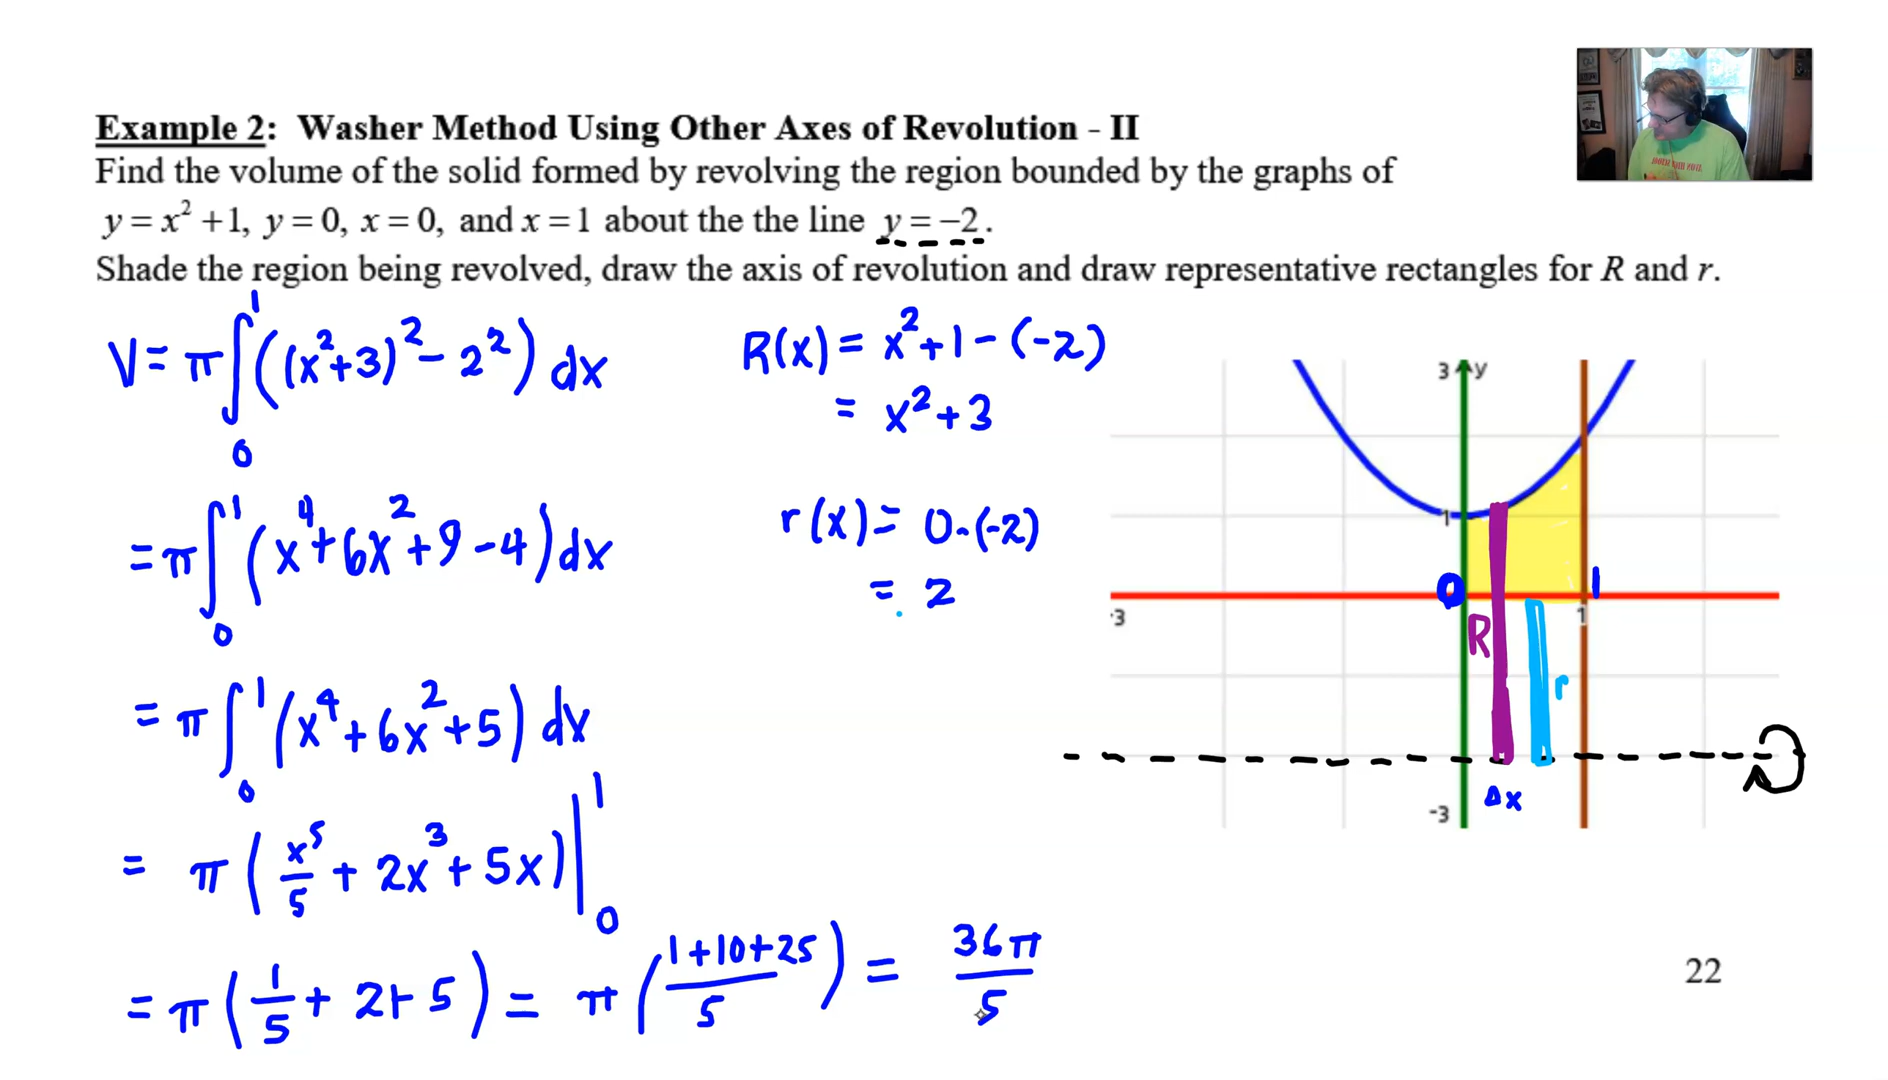 Example 2: Washer Method Using Other Axes of Revolution - II
Find the volume of the solid formed by revolving the region bounded by the graphs of
y = x² + 1, y = 0, x = 0, and x = 1 about the the line y = −2.
Shade the region being revolved, draw the axis of revolution and draw representative rectangles for R and r.
V = π∫₀¹ ((x²+3)² − 2²) dx
R(x) = x²+1 − (−2)
= x²+3
= π∫₀¹ (x⁴+6x²+9−4) dx
r(x) = 0−(−2)
= 2
= π∫₀¹ (x⁴+6x²+5) dx
= π(x⁵/5 + 2x³ + 5x)|₀¹
= π(1/5 + 2 + 5) = π((1+10+25)/5) = 36π/5
3 y
1
0 1
-3 1
R r
Δx
-3
22